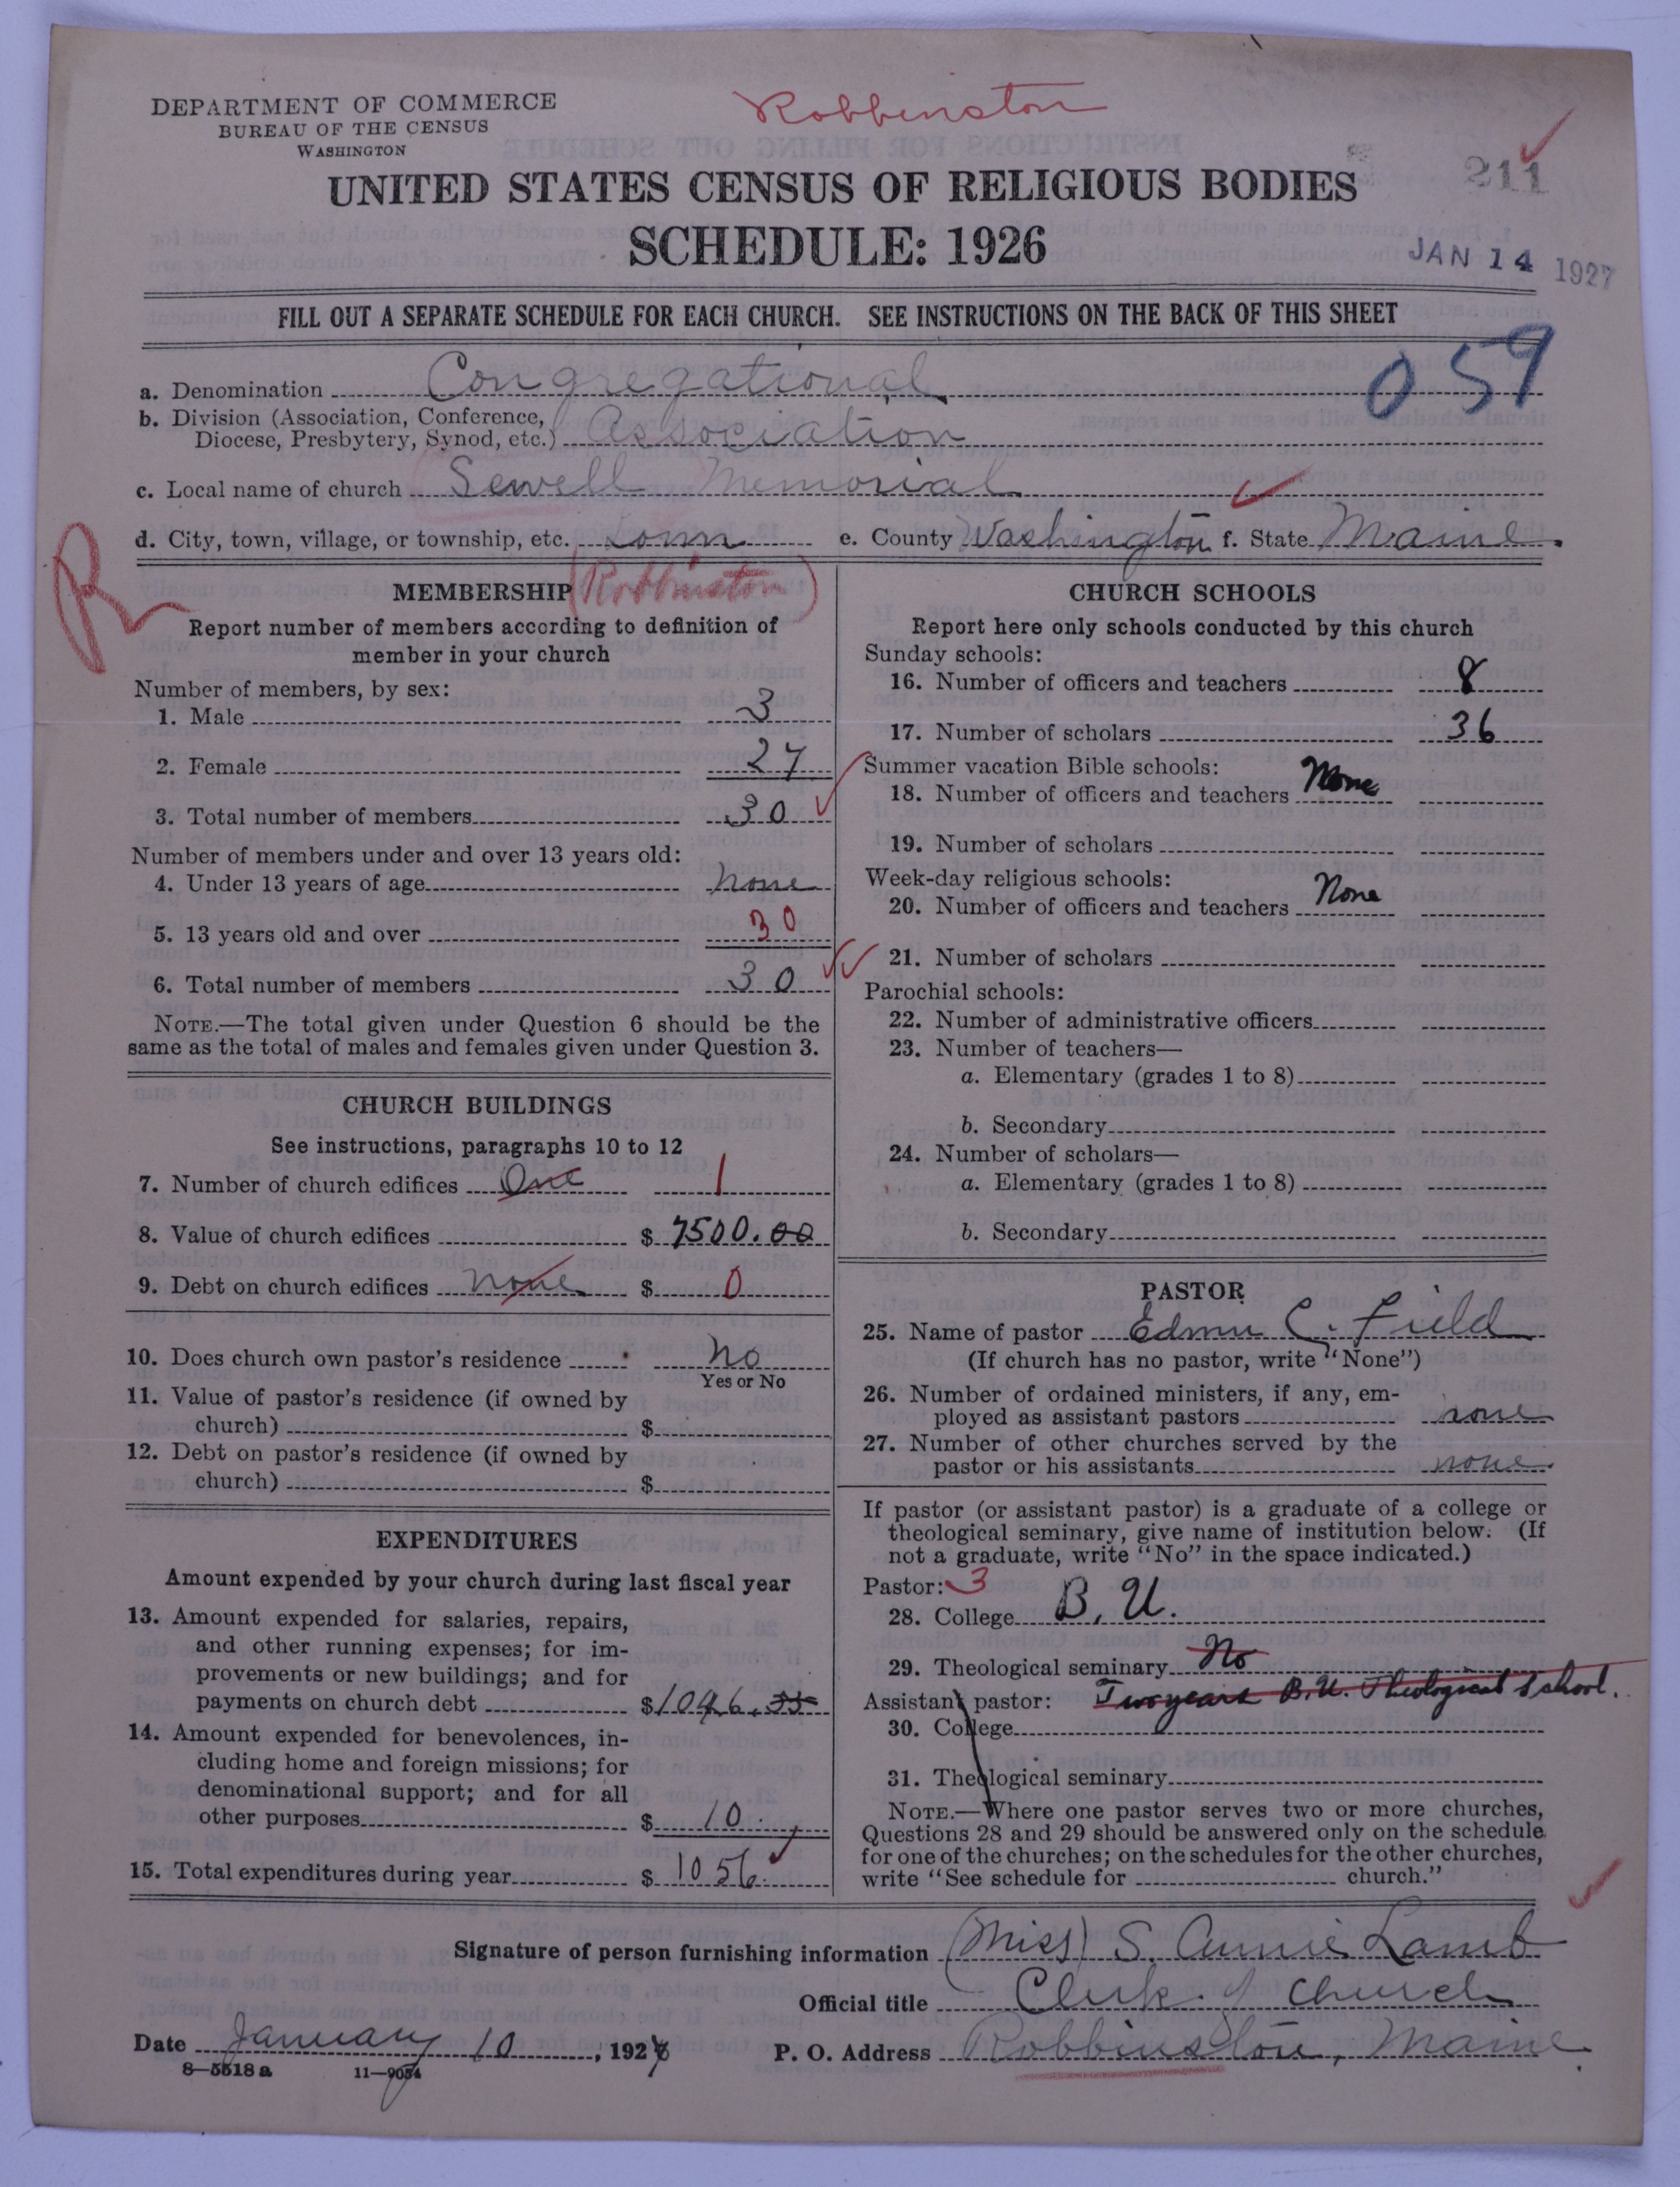 Robbinston
DEPARTMENT OF COMMERCE
BUREAU OF THE CENSUS
WASHINGTON
211
UNITED STATES CENSUS OF RELIGIOUS BODIES
SCHEDULE: 1926
JAN 14 1927
FILL OUT A SEPARATE SCHEDULE FOR EACH CHURCH. SEE INSTRUCTIONS ON THE BACK OF THIS SHEET
059
a. Denomination Congregational
b. Division (Association, Conference,
Diocese, Presbytery, Synod, etc.) Association
c. Local name of church Sewell Memorial
d. City, town, village, or township, etc. Town e. County Washington f. State Maine.
R
(Robbinston)
MEMBERSHIP
Report number of members according to definition of
member in your church
Number of members, by sex:
1. Male 3
2. Female 27
3. Total number of members 30
Number of members under and over 13 years old:
4. Under 13 years of age none
5. 13 years old and over 30
6. Total number of members 30
NOTE.—The total given under Question 6 should be the
same as the total of males and females given under Question 3.
CHURCH BUILDINGS
See instructions, paragraphs 10 to 12
7. Number of church edifices One 1
8. Value of church edifices $ 7500.00
9. Debt on church edifices none $ 0
10. Does church own pastor's residence No
Yes or No
11. Value of pastor's residence (if owned by
church) $
12. Debt on pastor's residence (if owned by
church) $
EXPENDITURES
Amount expended by your church during last fiscal year
13. Amount expended for salaries, repairs,
and other running expenses; for im-
provements or new buildings; and for
payments on church debt $1046.55
14. Amount expended for benevolences, in-
cluding home and foreign missions; for
denominational support; and for all
other purposes $ 10.
15. Total expenditures during year $ 1056.
CHURCH SCHOOLS
Report here only schools conducted by this church
Sunday schools:
16. Number of officers and teachers 8
17. Number of scholars 36
Summer vacation Bible schools:
18. Number of officers and teachers None
19. Number of scholars
Week-day religious schools:
20. Number of officers and teachers None
21. Number of scholars
Parochial schools:
22. Number of administrative officers
23. Number of teachers—
a. Elementary (grades 1 to 8)
b. Secondary
24. Number of scholars—
a. Elementary (grades 1 to 8)
b. Secondary
PASTOR
25. Name of pastor C. Field
(If church has no pastor, write "None")
26. Number of ordained ministers, if any, em-
ployed as assistant pastors none
27. Number of other churches served by the
pastor or his assistants none
If pastor (or assistant pastor) is a graduate of a college or
theological seminary, give name of institution below. (If
not a graduate, write "No" in the space indicated.)
Pastor: 3
28. College B. U.
29. Theological seminary No
Assistant pastor: Two years B.U. Theological School.
30. College
31. Theological seminary
NOTE.—Where one pastor serves two or more churches,
Questions 28 and 29 should be answered only on the schedule
for one of the churches; on the schedules for the other churches,
write "See schedule for church."
Signature of person furnishing information (Miss) S. Annie Lamb
Official title Clerk of Church
Date January 10, 1927 P. O. Address Robbinston, Maine.
8—5518 a 11—9054